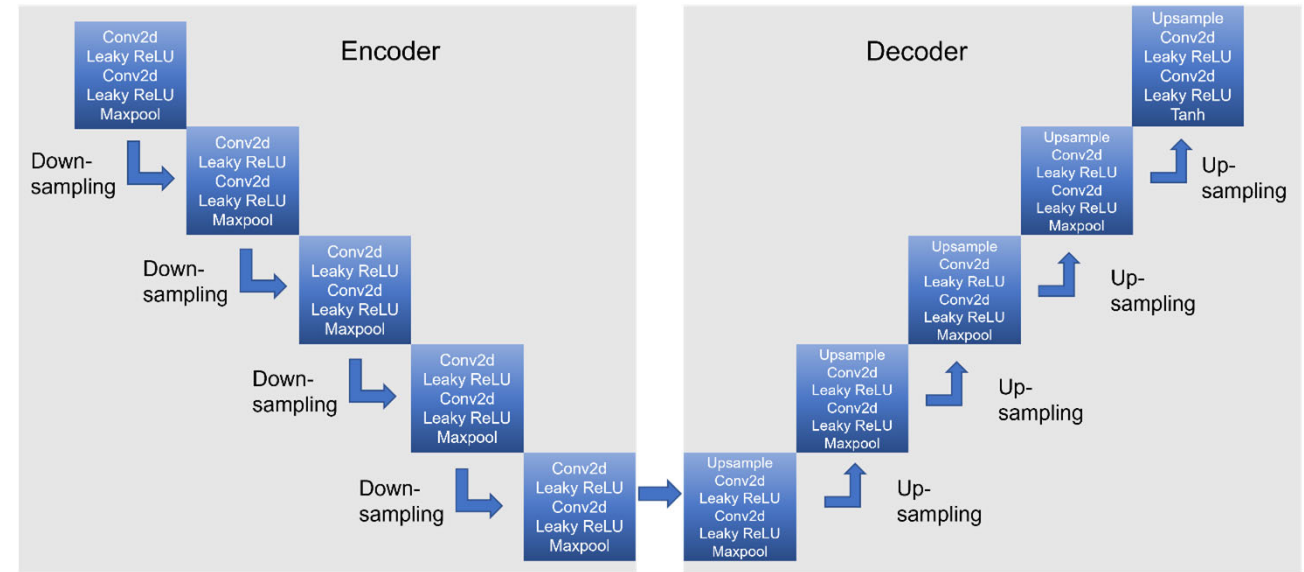 Encoder
Conv2d
Leaky ReLU
Conv2d
Leaky ReLU
Maxpool
Down-
sampling
Conv2d
Leaky ReLU
Conv2d
Leaky ReLU
Maxpool
Down-
sampling
Conv2d
Leaky ReLU
Conv2d
Leaky ReLU
Maxpool
Down-
sampling
Conv2d
Leaky ReLU
Conv2d
Leaky ReLU
Maxpool
Down-
sampling
Conv2d
Leaky ReLU
Conv2d
Leaky ReLU
Maxpool
Decoder
Upsample
Conv2d
Leaky ReLU
Conv2d
Leaky ReLU
Maxpool
Up-
sampling
Upsample
Conv2d
Leaky ReLU
Conv2d
Leaky ReLU
Maxpool
Up-
sampling
Upsample
Conv2d
Leaky ReLU
Conv2d
Leaky ReLU
Maxpool
Up-
sampling
Upsample
Conv2d
Leaky ReLU
Conv2d
Leaky ReLU
Maxpool
Up-
sampling
Upsample
Conv2d
Leaky ReLU
Conv2d
Leaky ReLU
Tanh